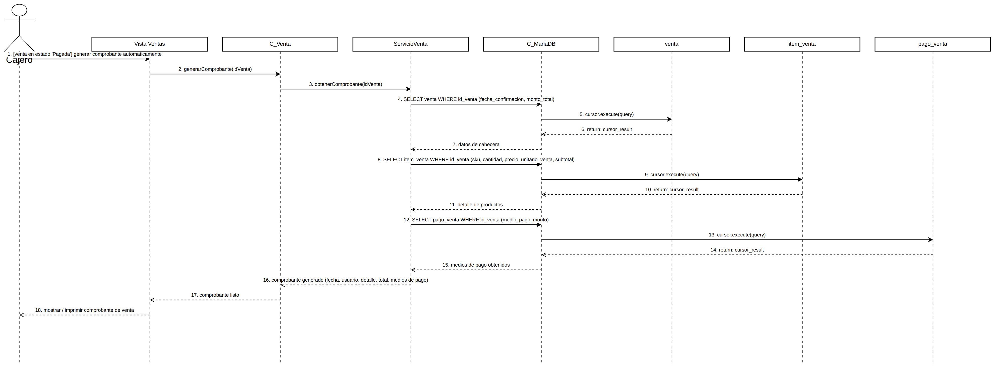 Vista Ventas
C_Venta
ServicioVenta
C_MariaDB
venta
item_venta
pago_venta
1. [venta en estado 'Pagada'] generar comprobante automaticamente
Cajero
2. generarComprobante(idVenta)
3. obtenerComprobante(idVenta)
4. SELECT venta WHERE id_venta (fecha_confirmacion, monto_total)
5. cursor.execute(query)
6. return: cursor_result
7. datos de cabecera
8. SELECT item_venta WHERE id_venta (sku, cantidad, precio_unitario_venta, subtotal)
9. cursor.execute(query)
10. return: cursor_result
11. detalle de productos
12. SELECT pago_venta WHERE id_venta (medio_pago, monto)
13. cursor.execute(query)
14. return: cursor_result
15. medios de pago obtenidos
16. comprobante generado (fecha, usuario, detalle, total, medios de pago)
17. comprobante listo
18. mostrar / imprimir comprobante de venta